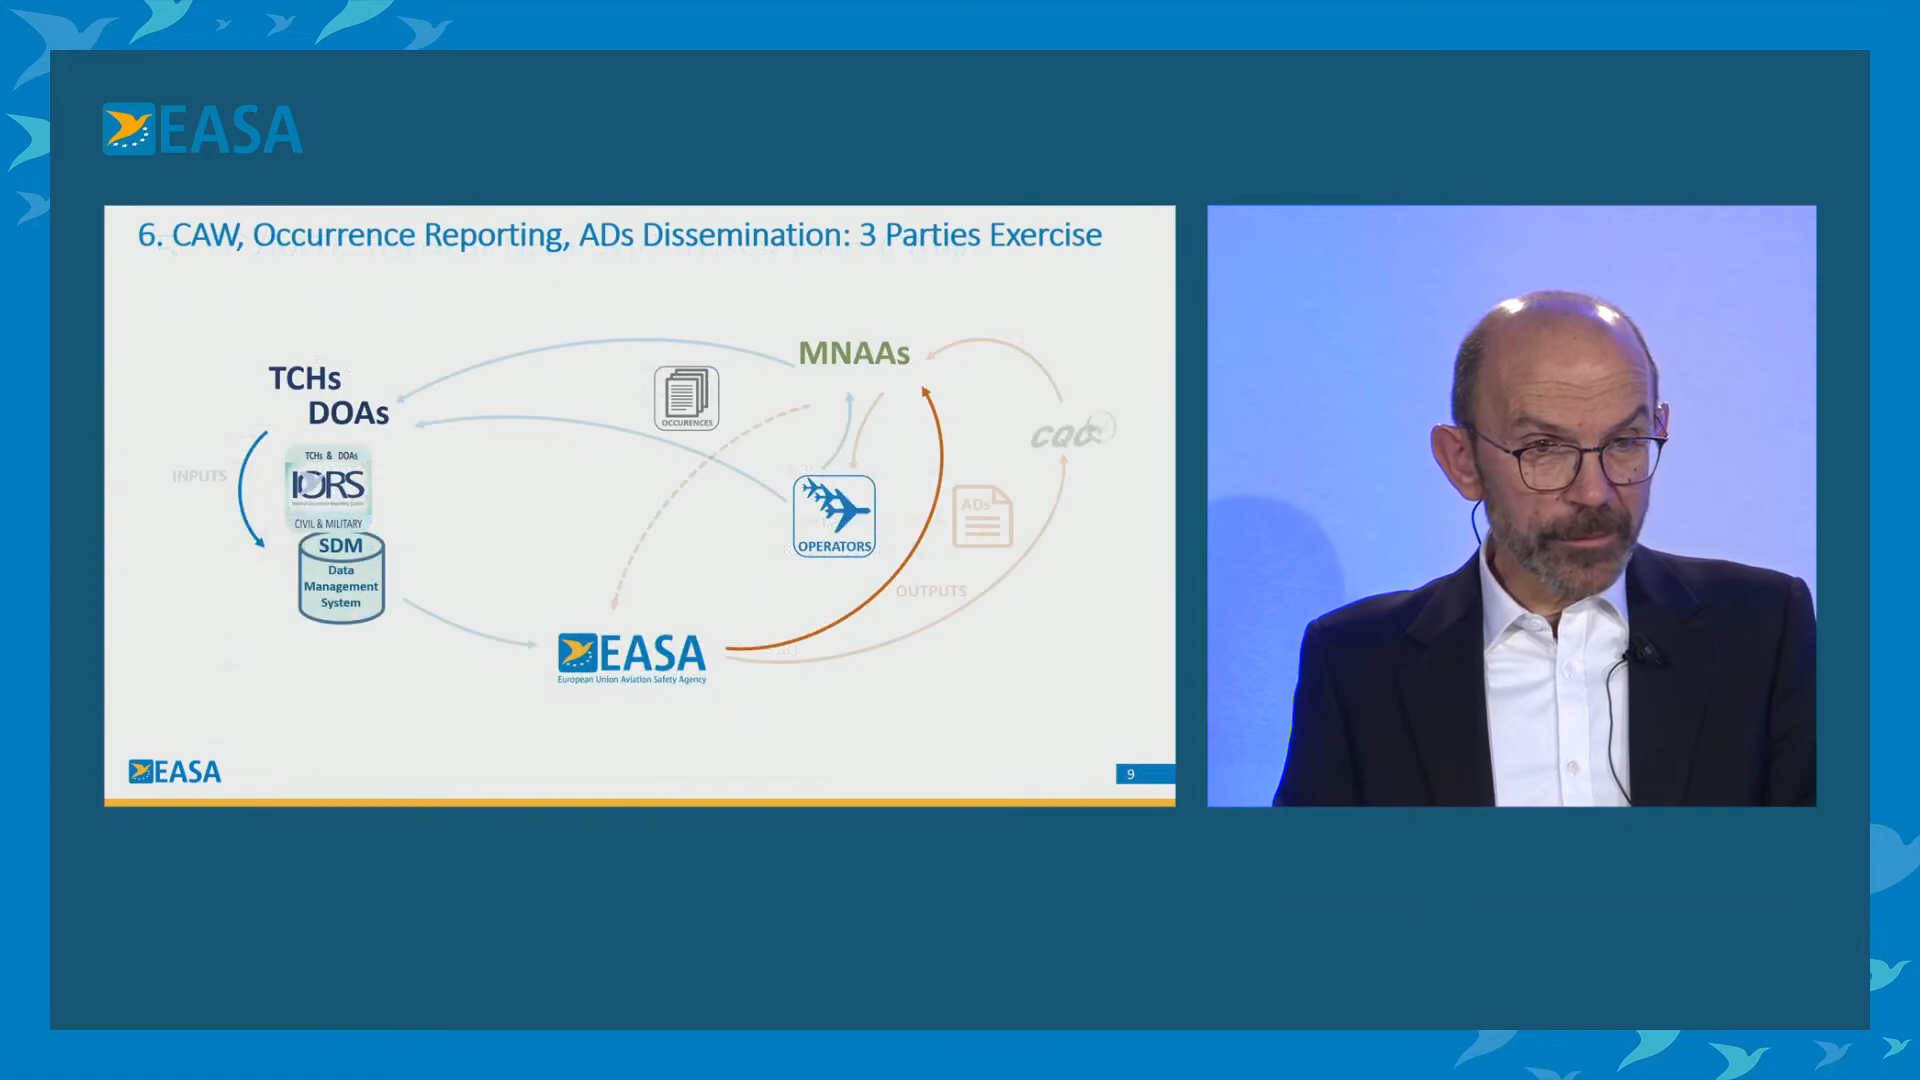 EASA
6. CAW, Occurrence Reporting, ADs Dissemination: 3 Parties Exercise
MNAAs
TCHs
DOAs
OCCURENCES
INPUTS
TCHs & DOAs
IORS
CIVIL & MILITARY
SDM
Data
Management
System
OPERATORS
ADs
OUTPUTS
EASA
European Union Aviation Safety Agency
EASA
9